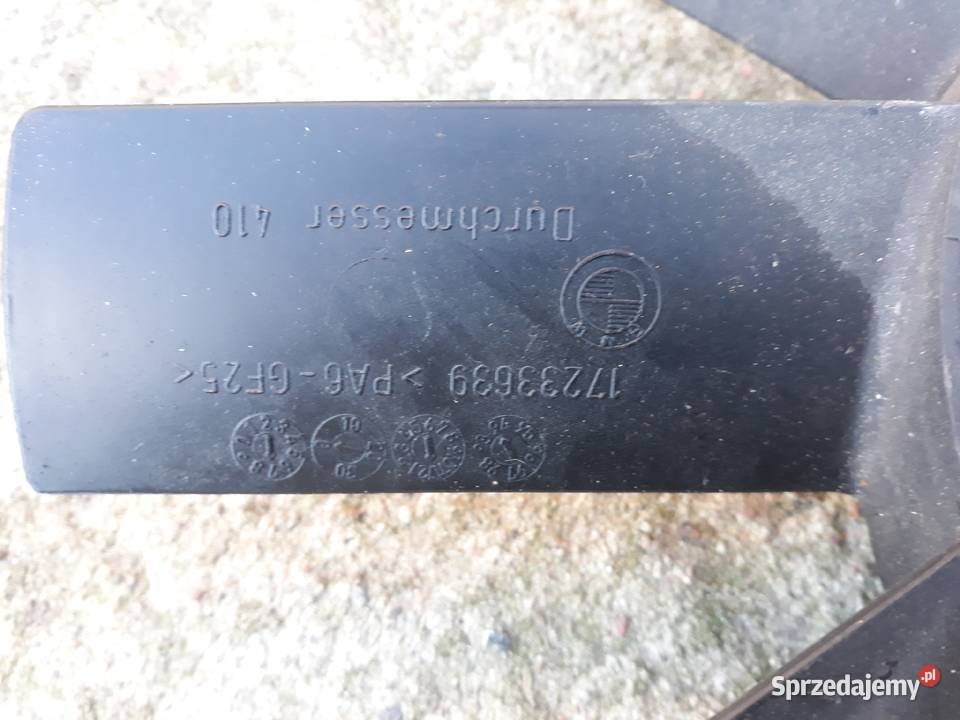 17233639 >PA6-GF25<
Durchmesser 410
Sprzedajemy.pl